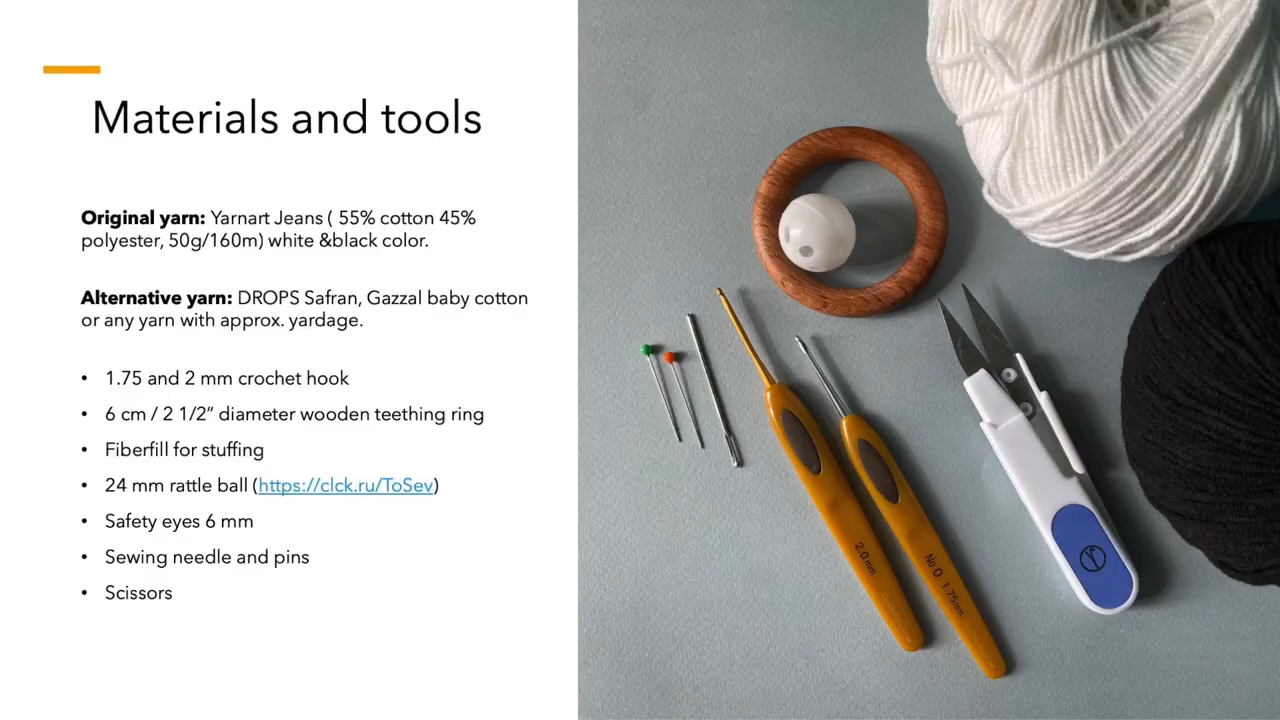 Materials and tools
Original yarn: Yarnart Jeans ( 55% cotton 45%
polyester, 50g/160m) white &black color.
Alternative yarn: DROPS Safran, Gazzal baby cotton
or any yarn with approx. yardage.
• 1.75 and 2 mm crochet hook
• 6 cm / 2 1/2” diameter wooden teething ring
• Fiberfill for stuffing
• 24 mm rattle ball (https://clck.ru/ToSev)
• Safety eyes 6 mm
• Sewing needle and pins
• Scissors
2.0mm
No 0 1.75mm